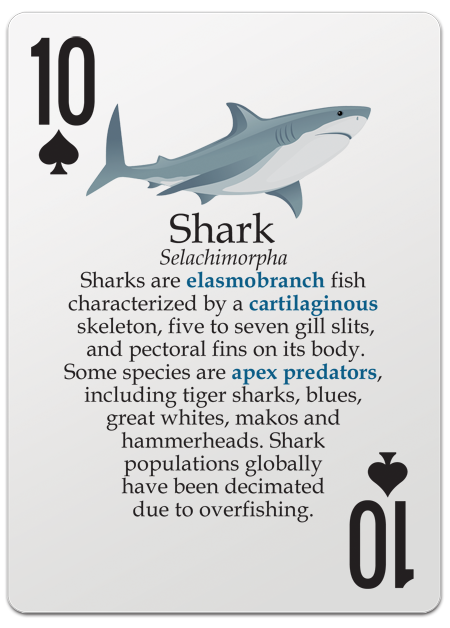 10
Shark
Selachimorpha
Sharks are elasmobranch fish
characterized by a cartilaginous
skeleton, five to seven gill slits,
and pectoral fins on its body.
Some species are apex predators,
including tiger sharks, blues,
great whites, makos and
hammerheads. Shark
populations globally
have been decimated
due to overfishing.
10